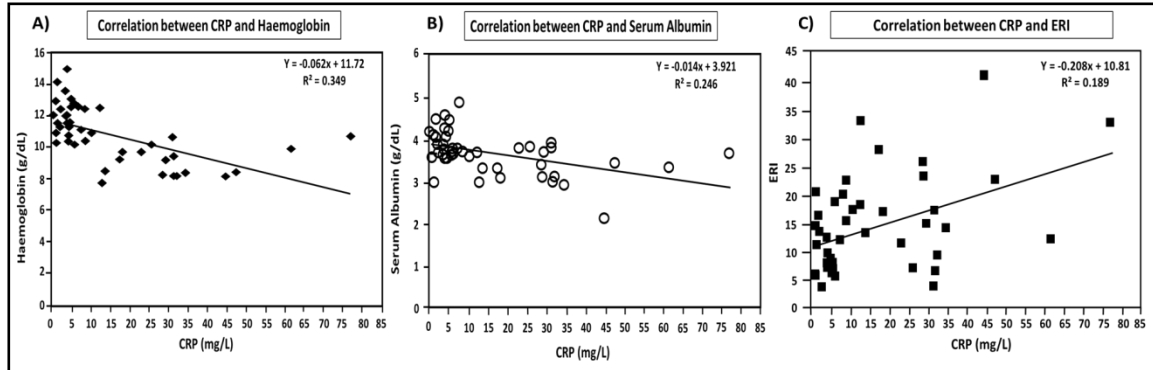 A)
Correlation between CRP and Haemoglobin
Y = -0.062x + 11.72
R² = 0.349
Haemoglobin (g/dL)
16
14
12
10
8
6
4
2
0
0 5 10 15 20 25 30 35 40 45 50 55 60 65 70 75 80 85
CRP (mg/L)
B)
Correlation between CRP and Serum Albumin
Y = -0.014x + 3.921
R² = 0.246
Serum Albumin (g/dL)
6
5
4
3
2
1
0
0 5 10 15 20 25 30 35 40 45 50 55 60 65 70 75 80 85
CRP (mg/L)
C)
Correlation between CRP and ERI
Y = -0.208x + 10.81
R² = 0.189
ERI
45
40
35
30
25
20
15
10
5
0
0 5 10 15 20 25 30 35 40 45 50 55 60 65 70 75 80 85
CRP (mg/L)